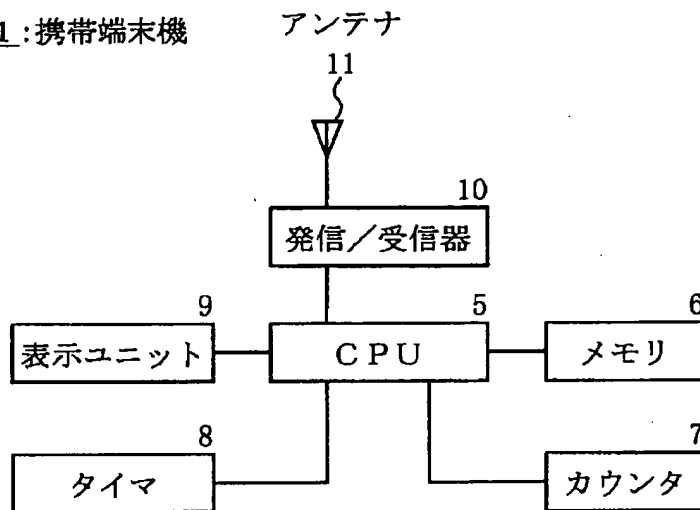 1:携帯端末機
アンテナ
11
10
発信/受信器
9
表示ユニット
5
CPU
6
メモリ
8
タイマ
7
カウンタ